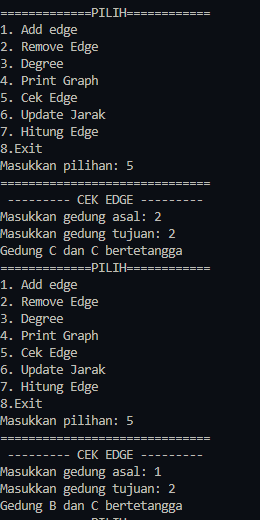 =============PILIH============
1. Add edge
2. Remove Edge
3. Degree
4. Print Graph
5. Cek Edge
6. Update Jarak
7. Hitung Edge
8.Exit
Masukkan pilihan: 5
==============================
 --------- CEK EDGE ---------
Masukkan gedung asal: 2
Masukkan gedung tujuan: 2
Gedung C dan C bertetangga
=============PILIH============
1. Add edge
2. Remove Edge
3. Degree
4. Print Graph
5. Cek Edge
6. Update Jarak
7. Hitung Edge
8.Exit
Masukkan pilihan: 5
==============================
 --------- CEK EDGE ---------
Masukkan gedung asal: 1
Masukkan gedung tujuan: 2
Gedung B dan C bertetangga
=============PILIH============